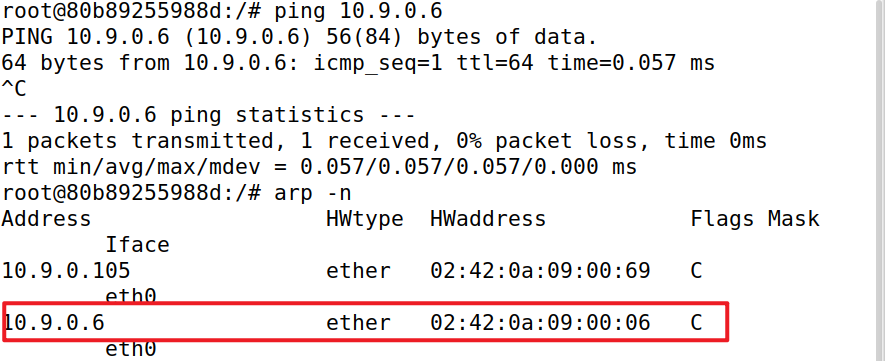 root@80b89255988d:/# ping 10.9.0.6
PING 10.9.0.6 (10.9.0.6) 56(84) bytes of data.
64 bytes from 10.9.0.6: icmp_seq=1 ttl=64 time=0.057 ms
^C
--- 10.9.0.6 ping statistics ---
1 packets transmitted, 1 received, 0% packet loss, time 0ms
rtt min/avg/max/mdev = 0.057/0.057/0.057/0.000 ms
root@80b89255988d:/# arp -n
Address                  HWtype  HWaddress           Flags Mask
        Iface
10.9.0.105               ether   02:42:0a:09:00:69   C
        eth0
10.9.0.6                 ether   02:42:0a:09:00:06   C
        eth0